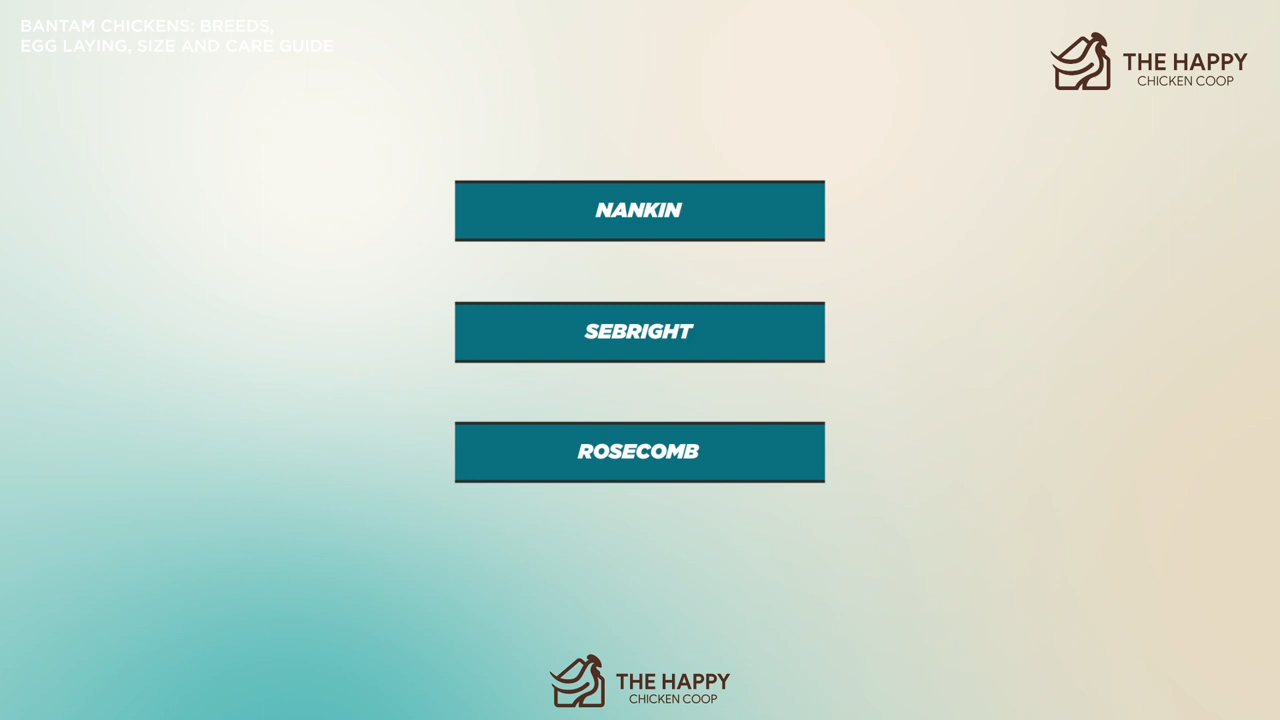 BANTAM CHICKENS: BREEDS,
EGG LAYING, SIZE AND CARE GUIDE
THE HAPPY
CHICKEN COOP
NANKIN
SEBRIGHT
ROSECOMB
THE HAPPY
CHICKEN COOP